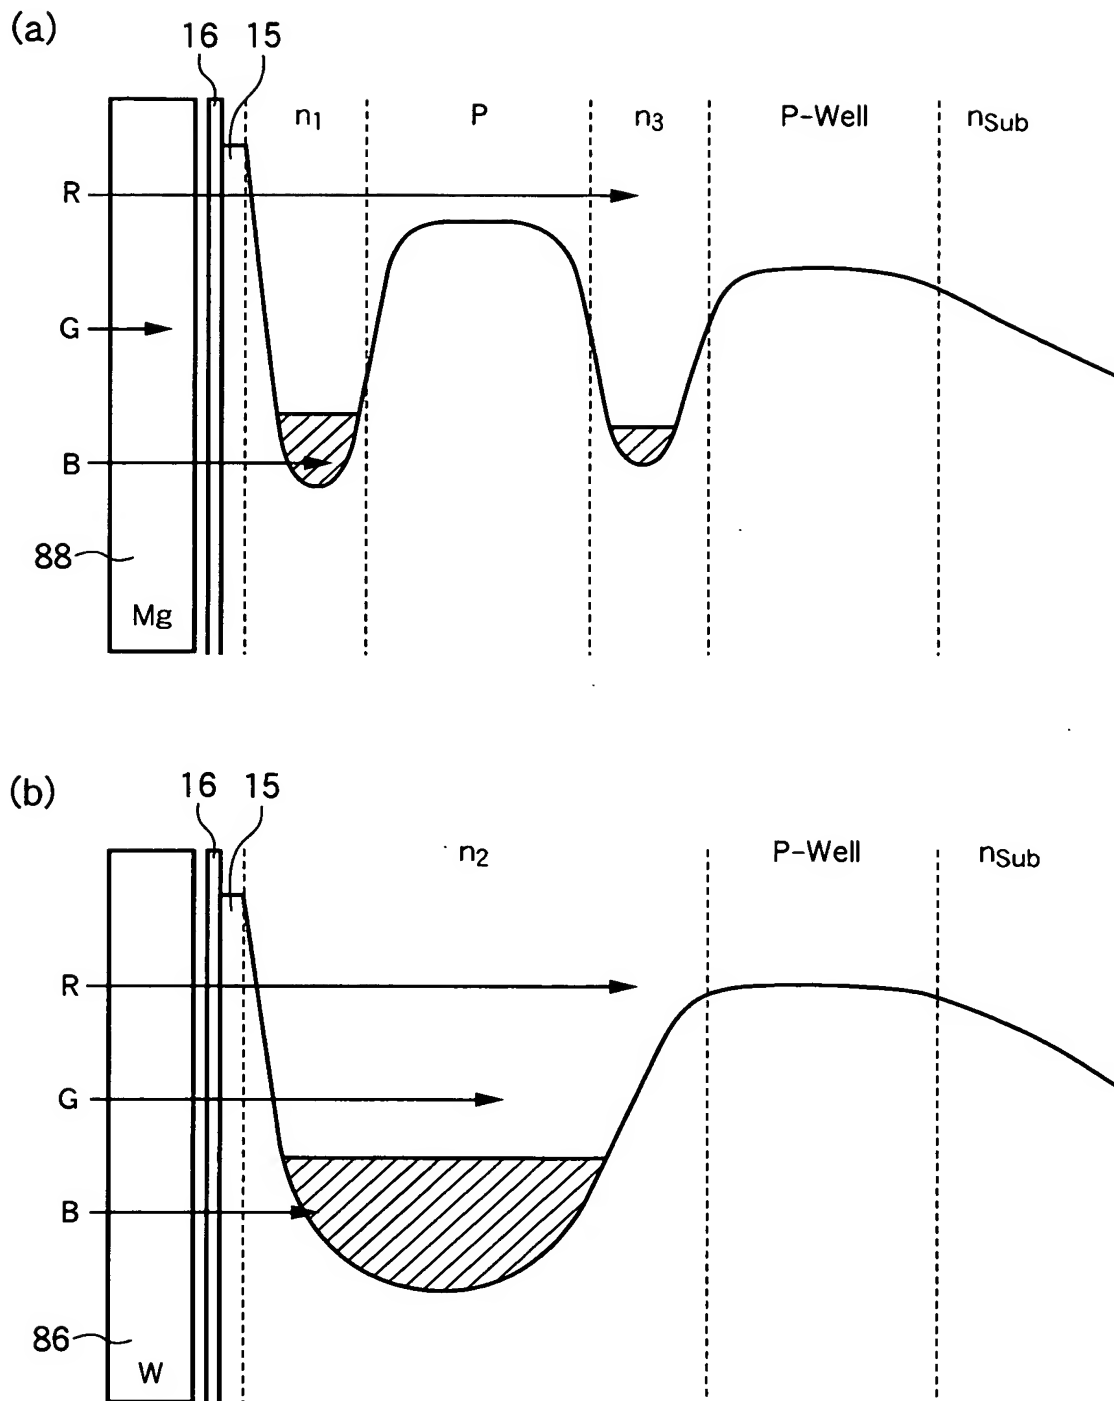 (a)
16 15
n₁ P n₃ P-Well nSub
R
G
B
88
Mg
(b)
16 15
n₂ P-Well nSub
R
G
B
86
W